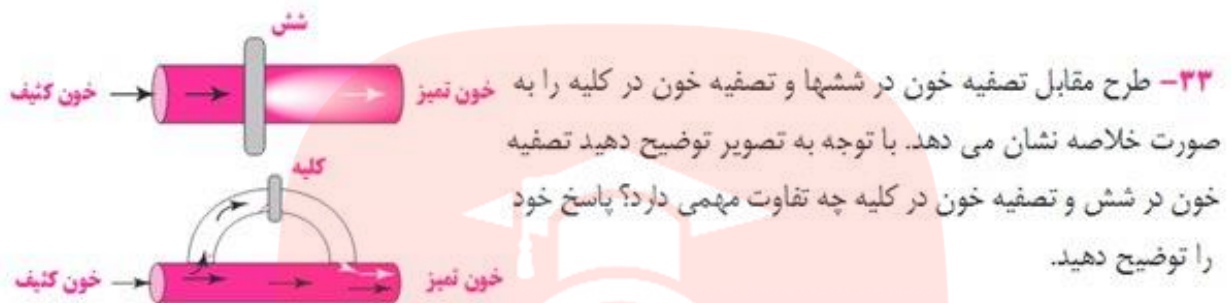 ۳۳- طرح مقابل تصفیه خون در ششها و تصفیه خون در کلیه را به
صورت خلاصه نشان می دهد. با توجه به تصویر توضیح دهید تصفیه
خون در شش و تصفیه خون در کلیه چه تفاوت مهمی دارد؟ پاسخ خود
را توضیح دهید.
شش
خون کثیف
خون تمیز
کلیه
خون کثیف
خون تمیز